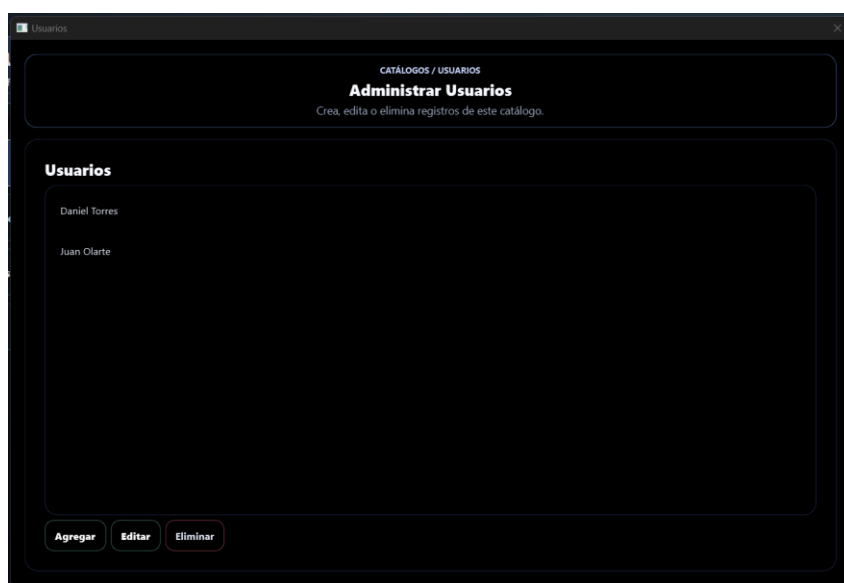 Usuarios
CATÁLOGOS / USUARIOS
Administrar Usuarios
Crea, edita o elimina registros de este catálogo.
Usuarios
Daniel Torres
Juan Olarte
Agregar Editar Eliminar